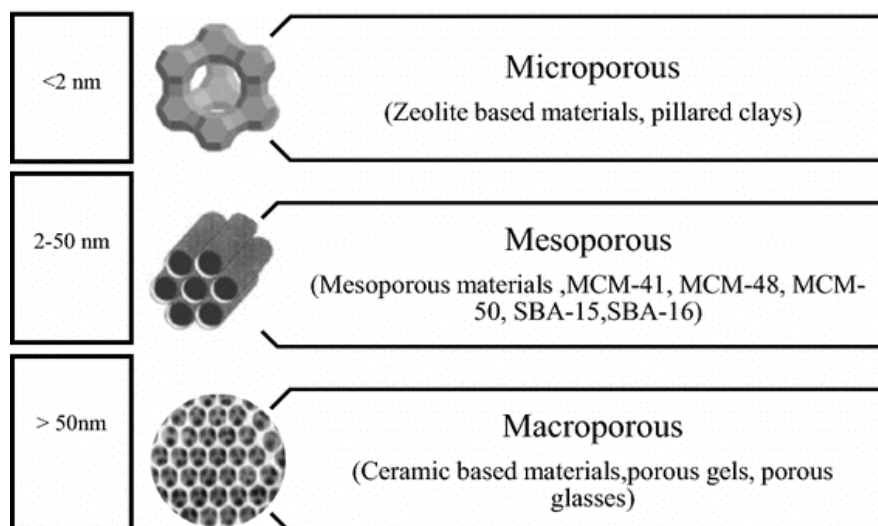 <2 nm
Microporous
(Zeolite based materials, pillared clays)
2-50 nm
Mesoporous
(Mesoporous materials ,MCM-41, MCM-48, MCM-
50, SBA-15,SBA-16)
> 50nm
Macroporous
(Ceramic based materials,porous gels, porous
glasses)